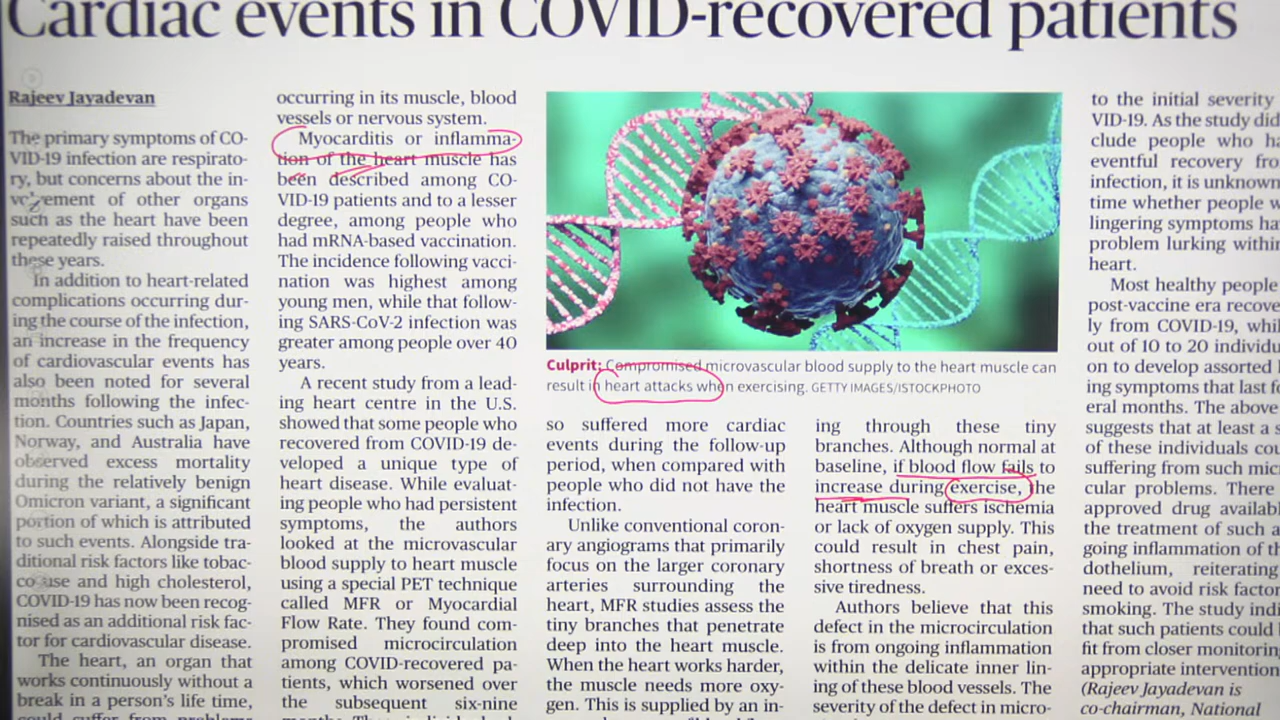 Cardiac events in COVID-recovered patients
Rajeev Jayadevan
The primary symptoms of CO-
VID-19 infection are respirato-
ry, but concerns about the in-
of other organs
such as the heart have been
repeatedly raised throughout
these years.
In addition to heart-related
complications occurring dur-
ing the course of the infection,
an increase in the frequency
of cardiovascular events has
also been noted for several
months following the infec-
tion. Countries such as Japan,
Norway, and Australia have
observed excess mortality
during the relatively benign
Omicron variant, a significant
portion of which is attributed
to such events. Alongside tra-
ditional risk factors like tobac-
co use and high cholesterol,
COVID-19 has now been recog-
nised as an additional risk fac-
tor for cardiovascular disease.
The heart, an organ that
works continuously without a
break in a person's life time,
could suffer from problems
occurring in its muscle, blood
vessels or nervous system.
Myocarditis or inflamma-
tion of the heart muscle has
been described among CO-
VID-19 patients and to a lesser
degree, among people who
had mRNA-based vaccination.
The incidence following vacci-
nation was highest among
young men, while that follow-
ing SARS-CoV-2 infection was
greater among people over 40
years.
A recent study from a lead-
ing heart centre in the U.S.
showed that some people who
recovered from COVID-19 de-
veloped a unique type of
heart disease. While evaluat-
ing people who had persistent
symptoms, the authors
looked at the microvascular
blood supply to heart muscle
using a special PET technique
called MFR or Myocardial
Flow Rate. They found com-
promised microcirculation
among COVID-recovered pa-
tients, which worsened over
the subsequent six-nine
Culprit: Compromised microvascular blood supply to the heart muscle can
result in heart attacks when exercising. GETTY IMAGES/ISTOCKPHOTO
so suffered more cardiac
events during the follow-up
period, when compared with
people who did not have the
infection.
Unlike conventional coron-
ary angiograms that primarily
focus on the larger coronary
arteries surrounding the
heart, MFR studies assess the
tiny branches that penetrate
deep into the heart muscle.
When the heart works harder,
the muscle needs more oxy-
gen. This is supplied by an in-
ing through these tiny
branches. Although normal at
baseline, if blood flow fails to
increase during exercise, the
heart muscle suffers ischemia
or lack of oxygen supply. This
could result in chest pain,
shortness of breath or exces-
sive tiredness.
Authors believe that this
defect in the microcirculation
is from ongoing inflammation
within the delicate inner lin-
ing of these blood vessels. The
severity of the defect in micro-
to the initial severity
VID-19. As the study did
clude people who ha
eventful recovery fro
infection, it is unknown
time whether people w
lingering symptoms ha
problem lurking within
heart.
Most healthy people
post-vaccine era recove
ly from COVID-19, whil
out of 10 to 20 individu
on to develop assorted
ing symptoms that last f
eral months. The above
suggests that at least a s
of these individuals cou
suffering from such mic
cular problems. There
approved drug availab
the treatment of such a
going inflammation of th
dothelium, reiterating
need to avoid risk factor
smoking. The study indi
that such patients could
fit from closer monitoring
appropriate intervention
(Rajeev Jayadevan is
co-chairman, National